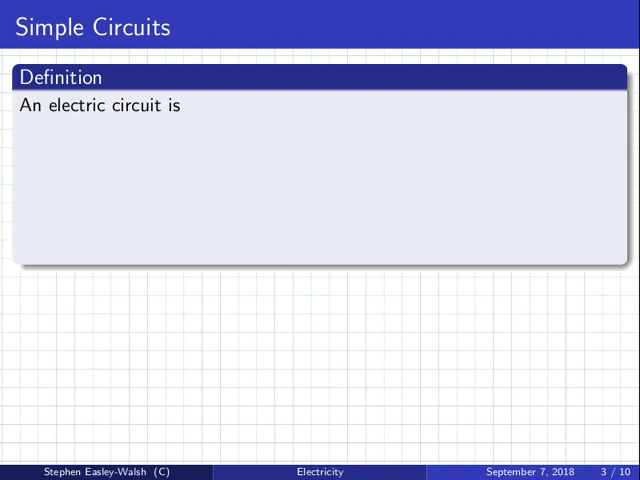 Simple Circuits
Definition
An electric circuit is
Stephen Easley-Walsh (C) Electricity September 7, 2018 3 / 10